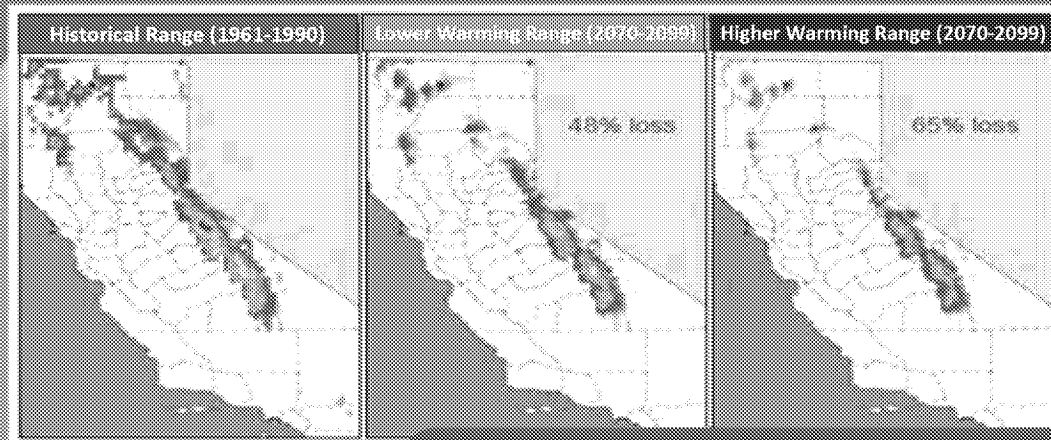 Historical Range (1961-1990)
Lower Warming Range (2070-2099)
Higher Warming Range (2070-2099)
48% loss
65% loss